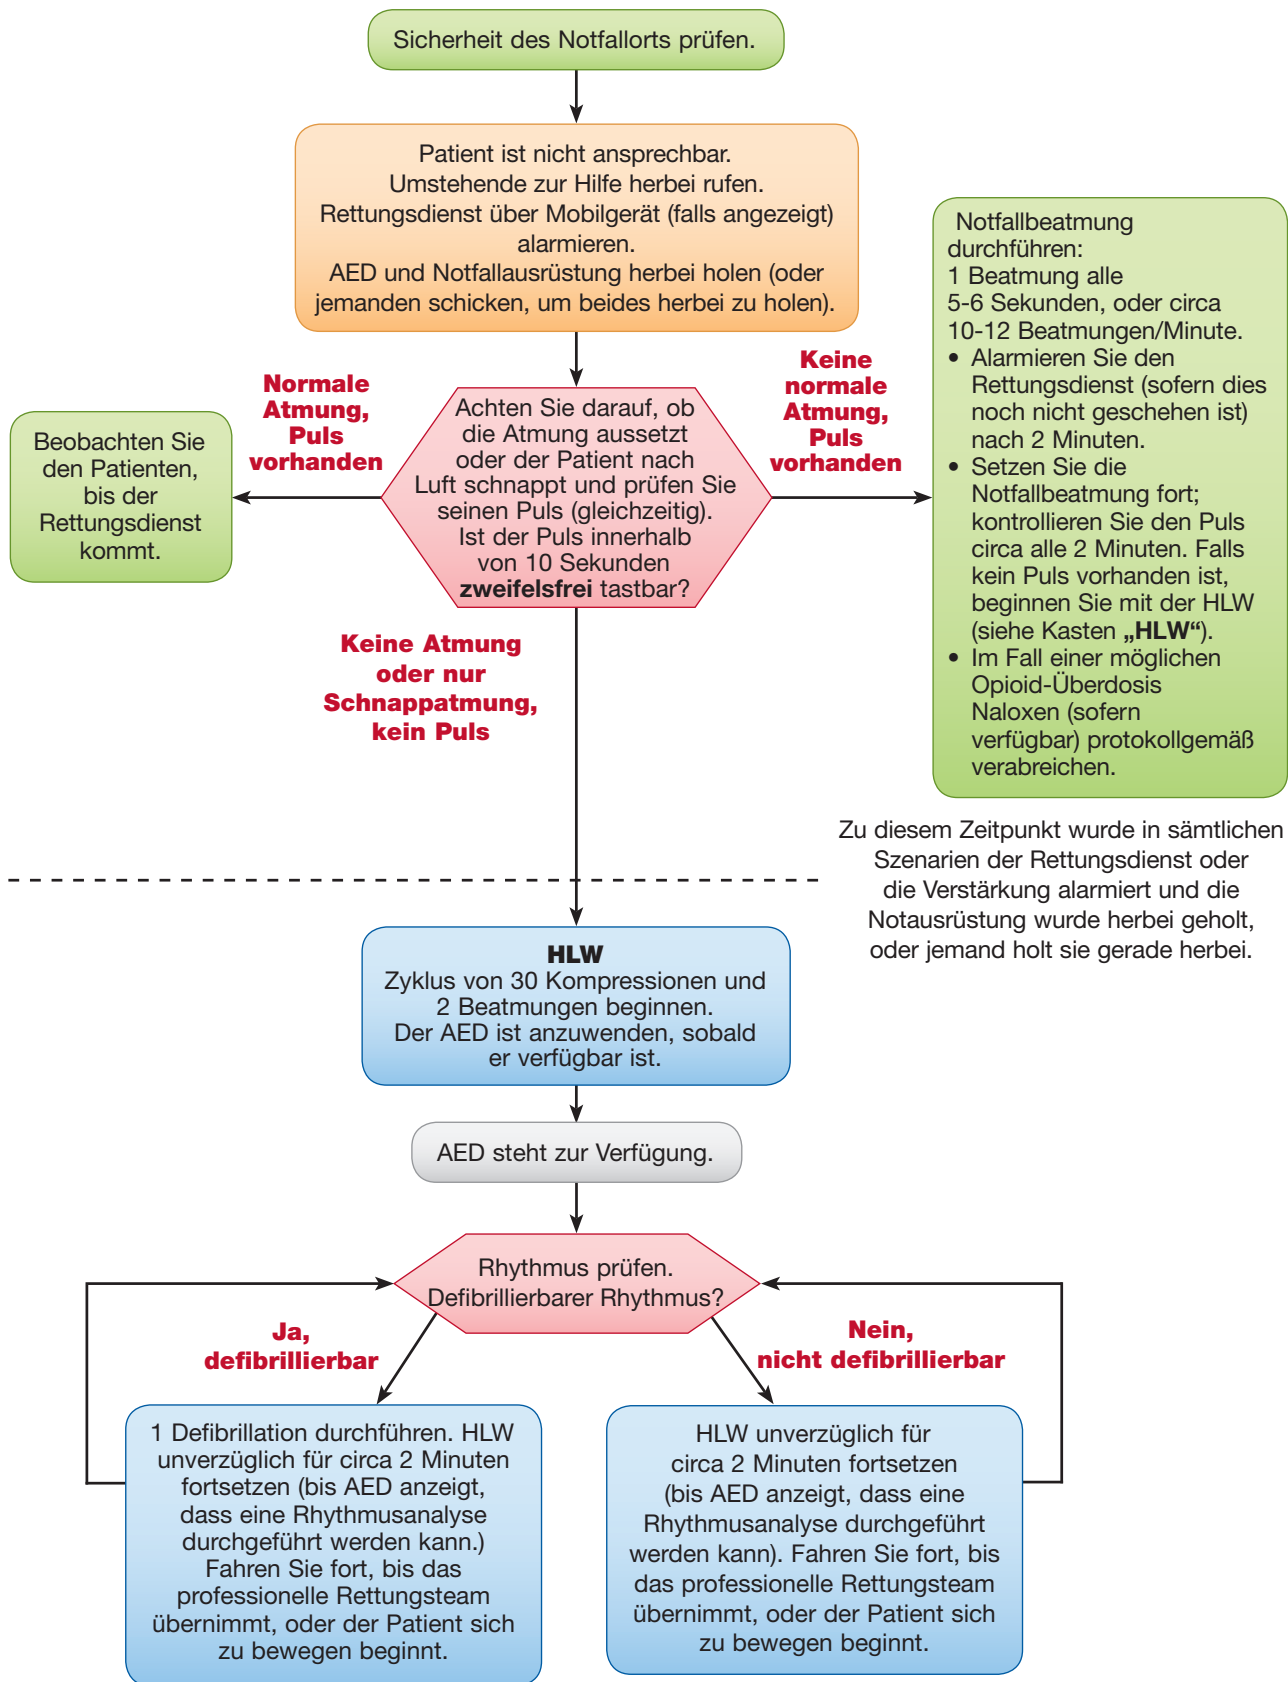 Sicherheit des Notfallorts prüfen.
Patient ist nicht ansprechbar.
Umstehende zur Hilfe herbei rufen.
Rettungsdienst über Mobilgerät (falls angezeigt)
alarmieren.
AED und Notfallausrüstung herbei holen (oder
jemanden schicken, um beides herbei zu holen).
Normale
Atmung,
Puls
vorhanden
Beobachten Sie
den Patienten,
bis der
Rettungsdienst
kommt.
Achten Sie darauf, ob
die Atmung aussetzt
oder der Patient nach
Luft schnappt und prüfen Sie
seinen Puls (gleichzeitig).
Ist der Puls innerhalb
von 10 Sekunden
zweifelsfrei tastbar?
Keine
normale
Atmung,
Puls
vorhanden
Notfallbeatmung
durchführen:
1 Beatmung alle
5-6 Sekunden, oder circa
10-12 Beatmungen/Minute.
• Alarmieren Sie den
Rettungsdienst (sofern dies
noch nicht geschehen ist)
nach 2 Minuten.
• Setzen Sie die
Notfallbeatmung fort;
kontrollieren Sie den Puls
circa alle 2 Minuten. Falls
kein Puls vorhanden ist,
beginnen Sie mit der HLW
(siehe Kasten „HLW“).
• Im Fall einer möglichen
Opioid-Überdosis
Naloxen (sofern
verfügbar) protokollgemäß
verabreichen.
Keine Atmung
oder nur
Schnappatmung,
kein Puls
Zu diesem Zeitpunkt wurde in sämtlichen
Szenarien der Rettungsdienst oder
die Verstärkung alarmiert und die
Notausrüstung wurde herbei geholt,
oder jemand holt sie gerade herbei.
HLW
Zyklus von 30 Kompressionen und
2 Beatmungen beginnen.
Der AED ist anzuwenden, sobald
er verfügbar ist.
AED steht zur Verfügung.
Rhythmus prüfen.
Defibrillierbarer Rhythmus?
Ja,
defibrillierbar
Nein,
nicht defibrillierbar
1 Defibrillation durchführen. HLW
unverzüglich für circa 2 Minuten
fortsetzen (bis AED anzeigt,
dass eine Rhythmusanalyse
durchgeführt werden kann.)
Fahren Sie fort, bis das
professionelle Rettungsteam
übernimmt, oder der Patient sich
zu bewegen beginnt.
HLW unverzüglich für
circa 2 Minuten fortsetzen
(bis AED anzeigt, dass eine
Rhythmusanalyse durchgeführt
werden kann). Fahren Sie fort, bis
das professionelle Rettungsteam
übernimmt, oder der Patient sich
zu bewegen beginnt.